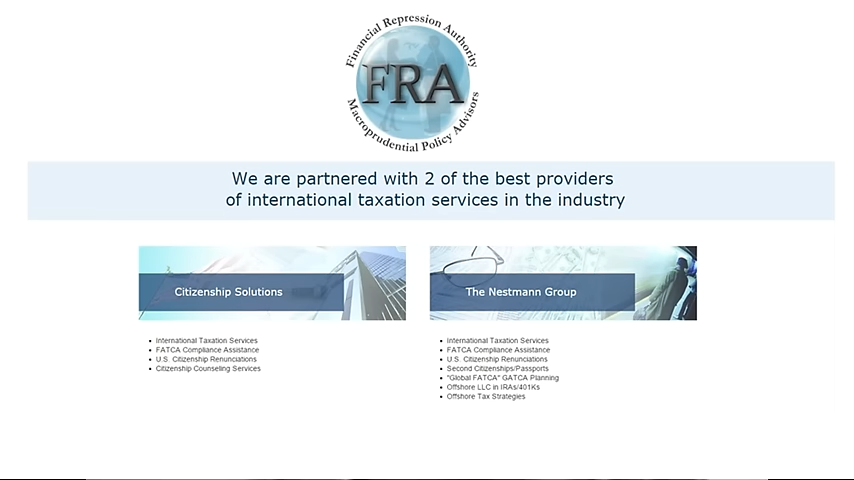 Financial Repression Authority
FRA
Macroprudential Policy Advisors
We are partnered with 2 of the best providers
of international taxation services in the industry
Citizenship Solutions
• International Taxation Services
• FATCA Compliance Assistance
• U.S. Citizenship Renunciations
• Citizenship Counseling Services
The Nestmann Group
• International Taxation Services
• FATCA Compliance Assistance
• U.S. Citizenship Renunciations
• Second Citizenships/Passports
• "Global FATCA" GATCA Planning
• Offshore LLC in IRAs/401Ks
• Offshore Tax Strategies